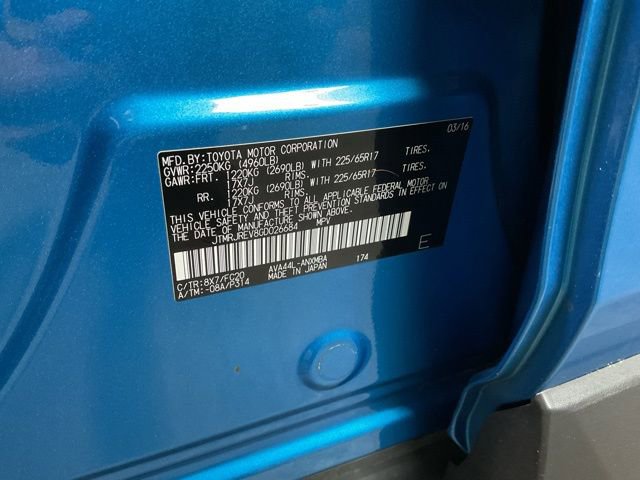 03/16
MFD. BY: TOYOTA MOTOR CORPORATION
GVWR: 2250KG (4960LB)
GAWR: FRT. 1220KG (2690LB) WITH 225/65R17 TIRES.
17X7J RIMS.
RR. 1220KG (2690LB) WITH 225/65R17 TIRES.
17X7J RIMS.
THIS VEHICLE CONFORMS TO ALL APPLICABLE FEDERAL MOTOR
VEHICLE SAFETY AND THEFT PREVENTION STANDARDS IN EFFECT ON
THE DATE OF MANUFACTURE SHOWN ABOVE.
JTMRJREV8GD026684 MPV
E
C/TR: 8X7/FC20 AVA44L-ANXMBA 174
A/TM: -08A/P314 MADE IN JAPAN